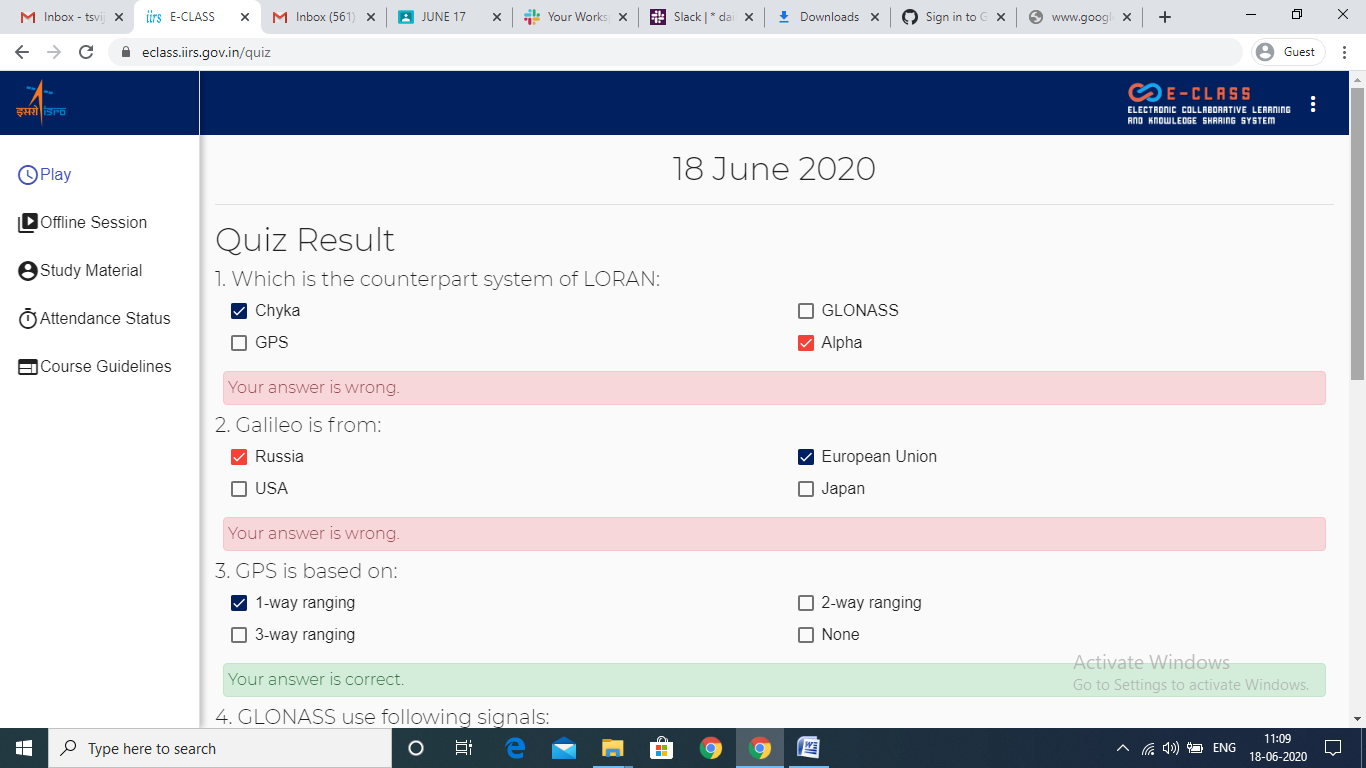 Inbox - tsvij
iirs E-CLASS
Inbox (561)
JUNE 17
Your Works
Slack | * dai
Downloads
Sign in to G
www.googl
eclass.iirs.gov.in/quiz
Guest
इसरो isro
E-CLASS
ELECTRONIC COLLABORATIVE LEARNING
AND KNOWLEDGE SHARING SYSTEM
Play
Offline Session
Study Material
Attendance Status
Course Guidelines
18 June 2020
Quiz Result
1. Which is the counterpart system of LORAN:
Chyka
GLONASS
GPS
Alpha
Your answer is wrong.
2. Galileo is from:
Russia
European Union
USA
Japan
Your answer is wrong.
3. GPS is based on:
1-way ranging
2-way ranging
3-way ranging
None
Your answer is correct.
4. GLONASS use following signals:
Activate Windows
Go to Settings to activate Windows.
Type here to search
ENG
11:09
18-06-2020